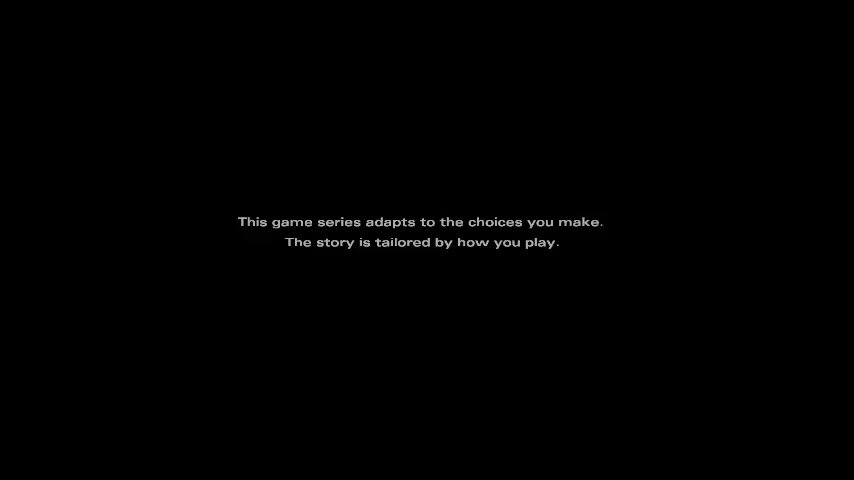 This game series adapts to the choices you make.
The story is tailored by how you play.